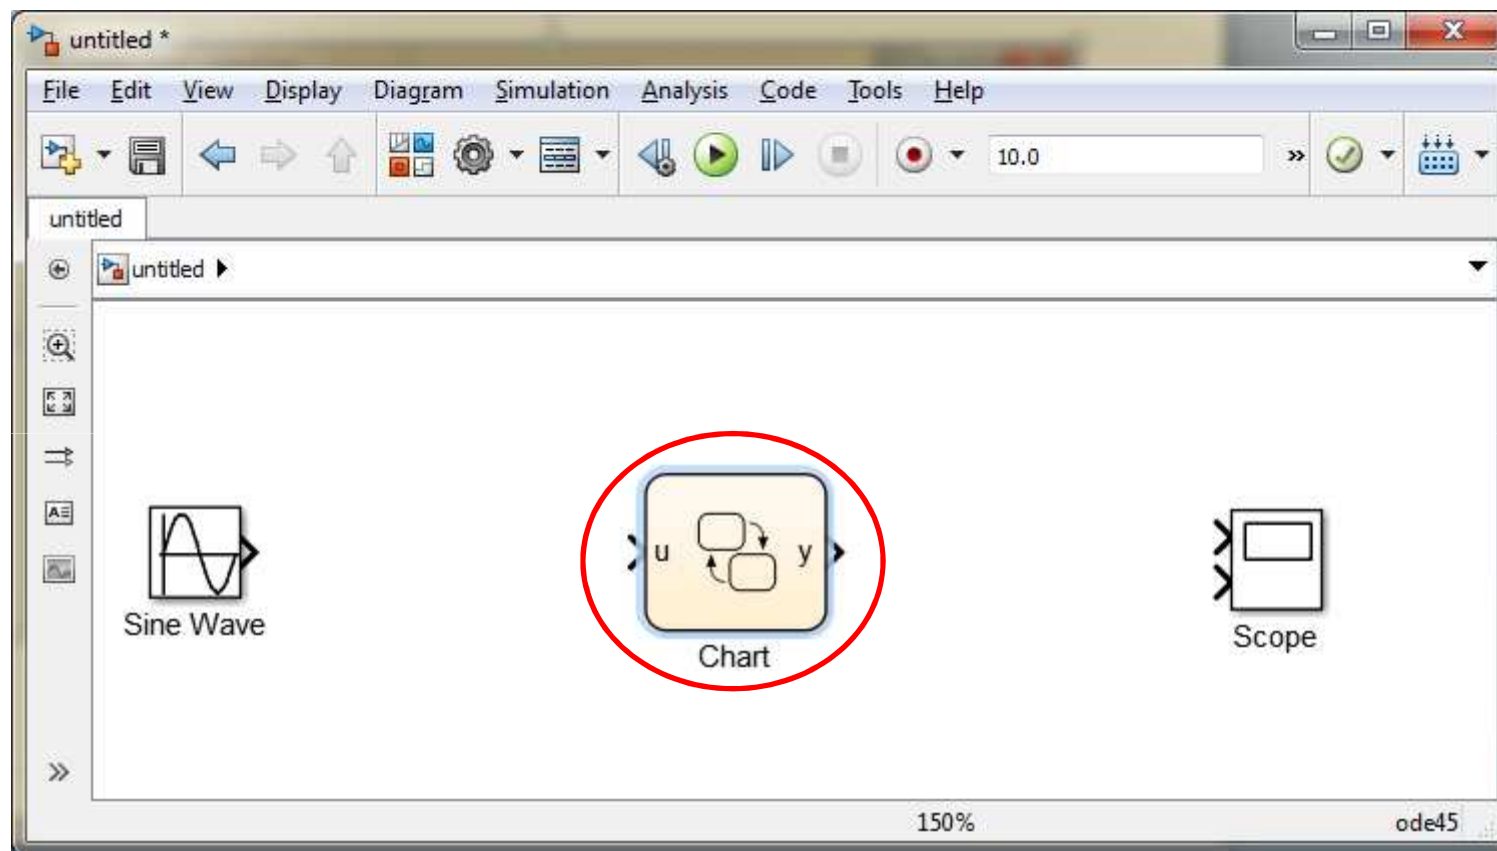 untitled *
File Edit View Display Diagram Simulation Analysis Code Tools Help
10.0 »
untitled
untitled
u y
Sine Wave
Chart
Scope
150% ode45